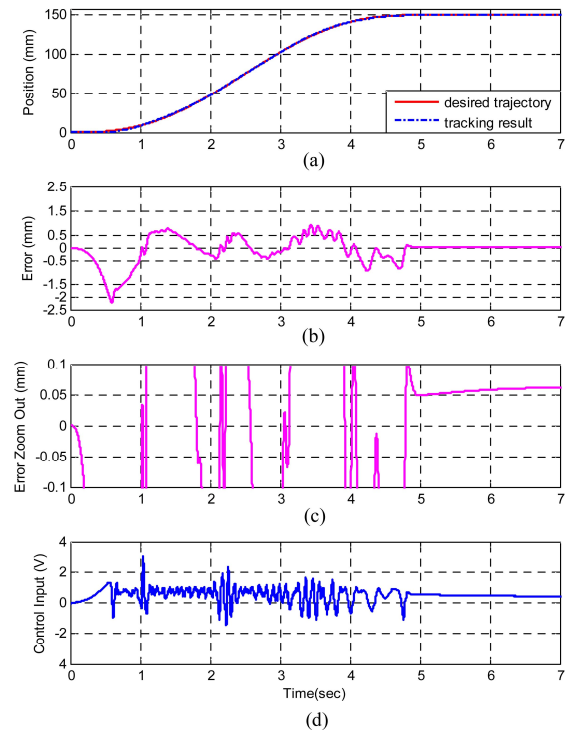 150
100
50
0
Position (mm)
desired trajectory
tracking result
0 1 2 3 4 5 6 7
(a)
2.5
1.5
0.5
0
-0.5
-1.5
-2
-2.5
Error (mm)
0 1 2 3 4 5 6 7
(b)
0.1
0.05
0
-0.05
-0.1
Error Zoom Out (mm)
0 1 2 3 4 5 6 7
(c)
4
2
0
-2
4
Control Input (V)
0 1 2 3 4 5 6 7
Time(sec)
(d)